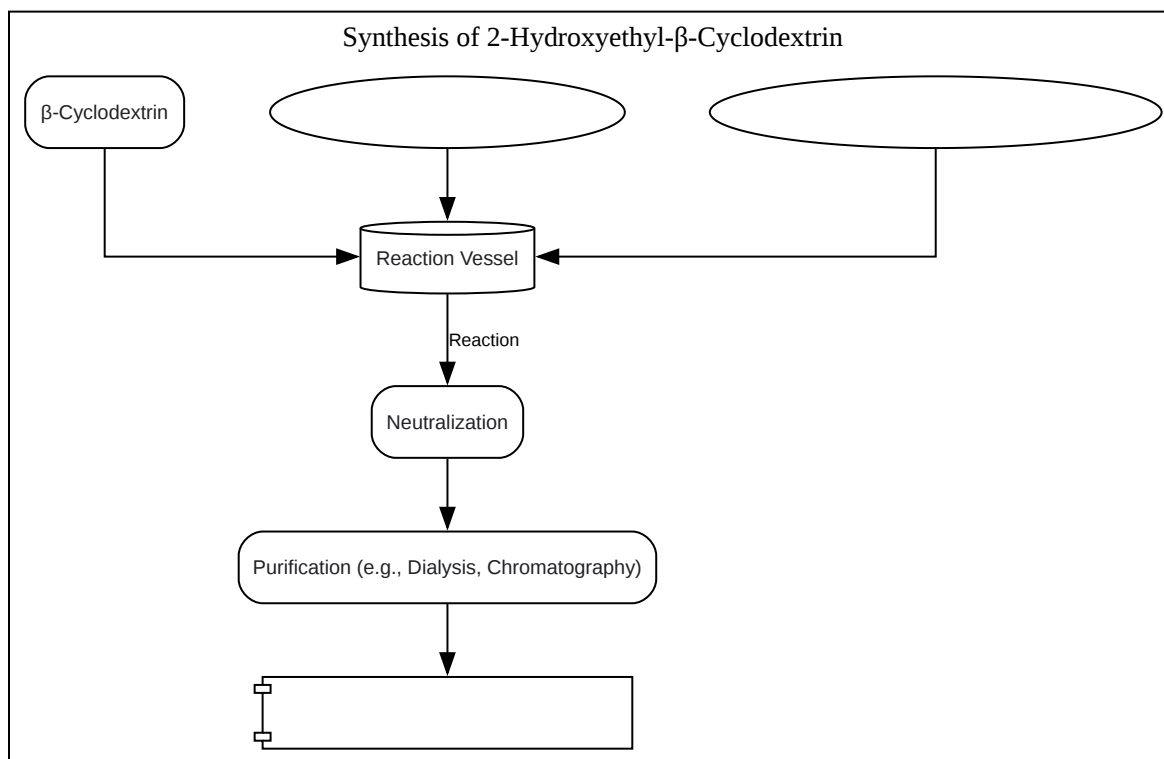 Synthesis of 2-Hydroxyethyl-β-Cyclodextrin
β-Cyclodextrin
Reaction Vessel
Reaction
Neutralization
Purification (e.g., Dialysis, Chromatography)